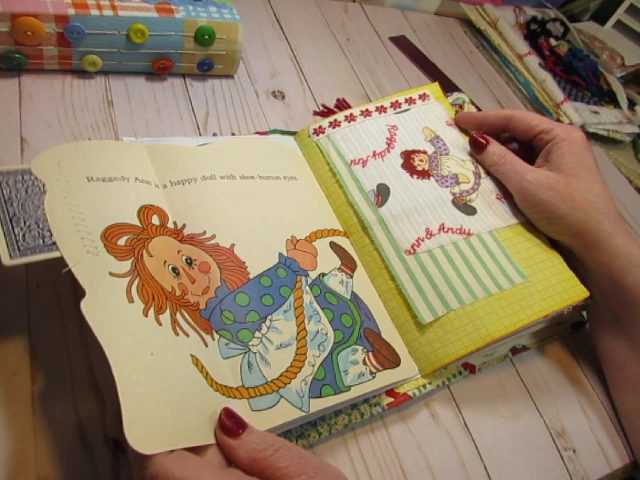 Raggedy Ann is a happy doll with shoe-button eyes.
Raggedy
Ann & Andy